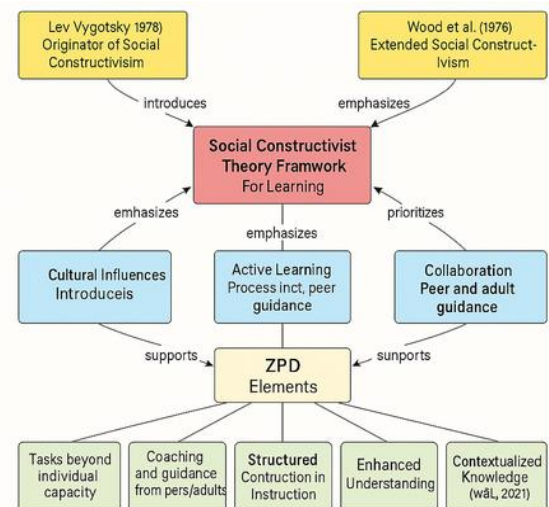 Lev Vygotsky 1978)
Originator of Social
Constructivisim
Wood et al. (1976)
Extended Social Construct-
Ivism
introduces
emphasizes
Social Constructivist
Theory Framwork
For Learning
emhasizes
emphasizes
prioritizes
Cultural Influences
Introduceis
Active Learning
Process inct, peer
guidance
Collaboration
Peer and adult
guidance
supports
sunports
ZPD
Elements
Tasks beyond
individual
capacity
Coaching
and guidance
from pers/adults
Structured
Contruction in
Instruction
Enhanced
Understanding
Contextualized
Knowledge
(wâL, 2021)